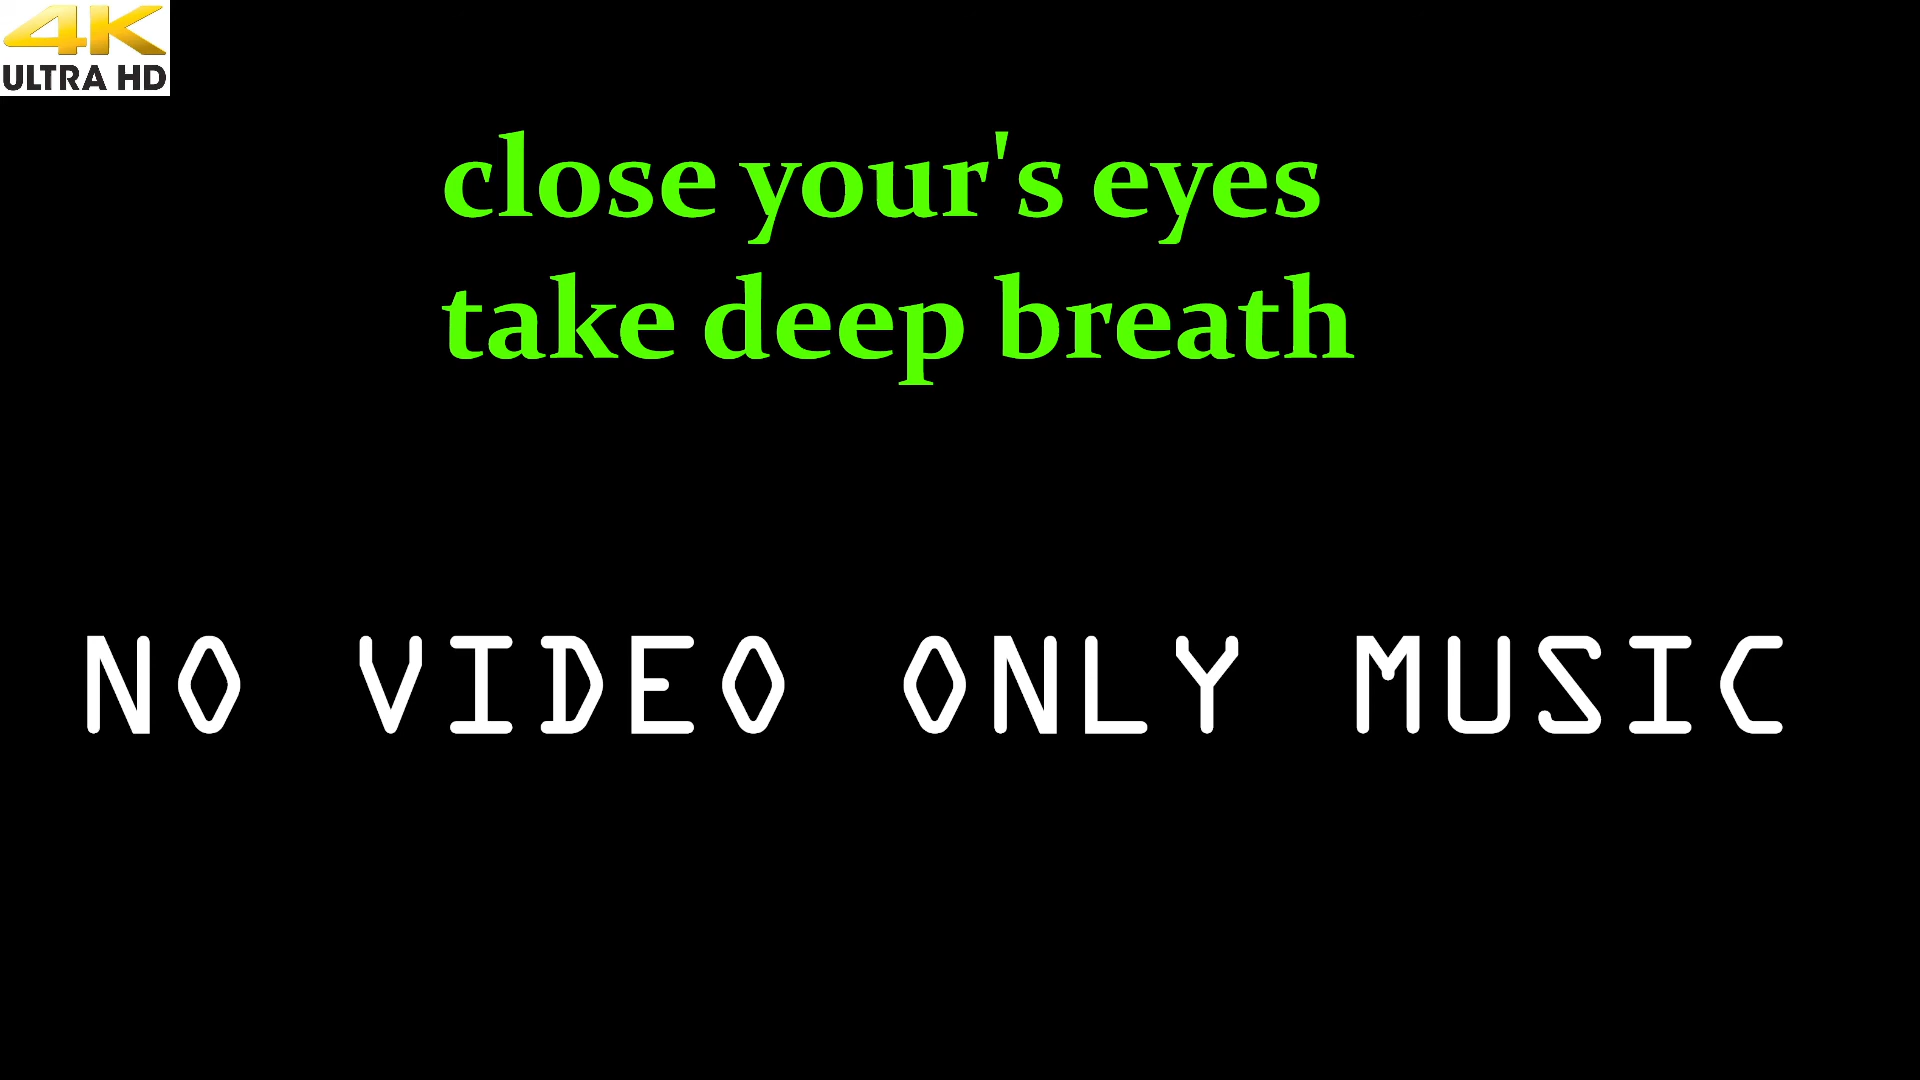 4K
ULTRA HD
close your's eyes
take deep breath
NO VIDEO ONLY MUSIC